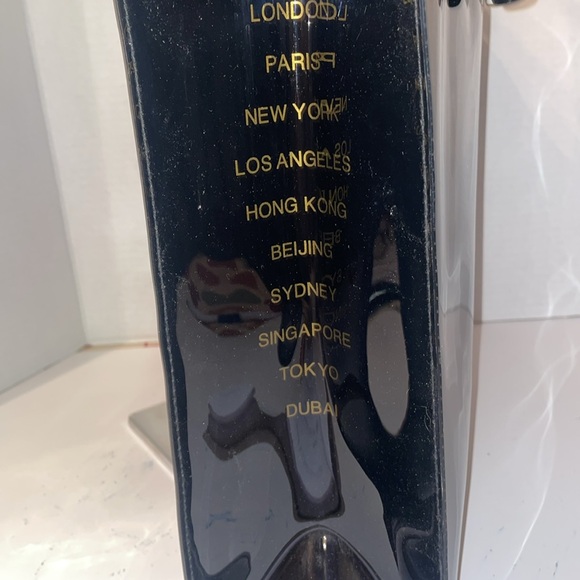 LONDON
PARIS
NEW YORK
LOS ANGELES
HONG KONG
BEIJING
SYDNEY
SINGAPORE
TOKYO
DUBAI